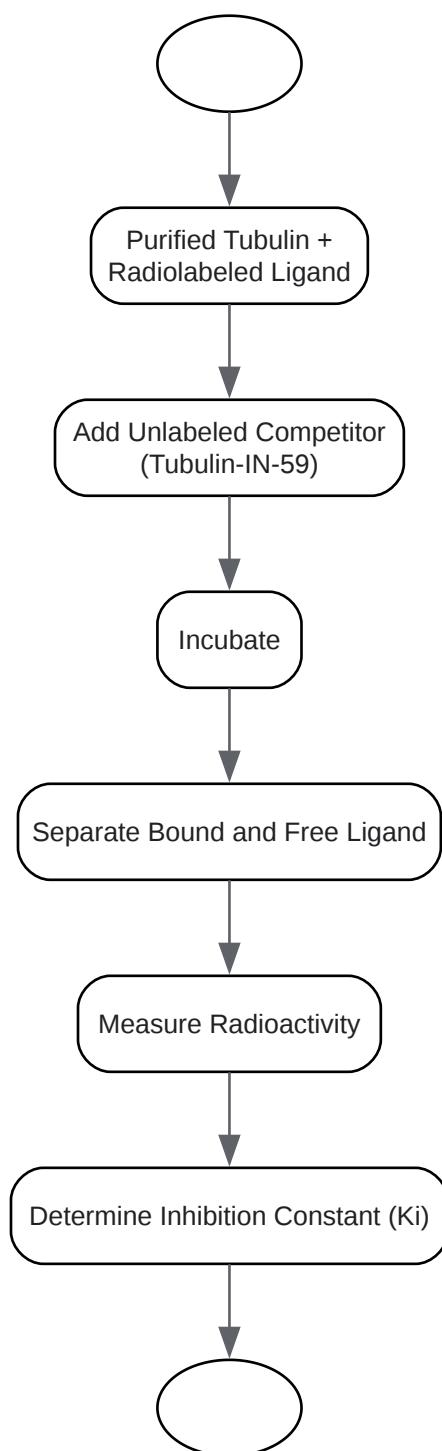 Purified Tubulin +
Radiolabeled Ligand
Add Unlabeled Competitor
(Tubulin-IN-59)
Incubate
Separate Bound and Free Ligand
Measure Radioactivity
Determine Inhibition Constant (Ki)